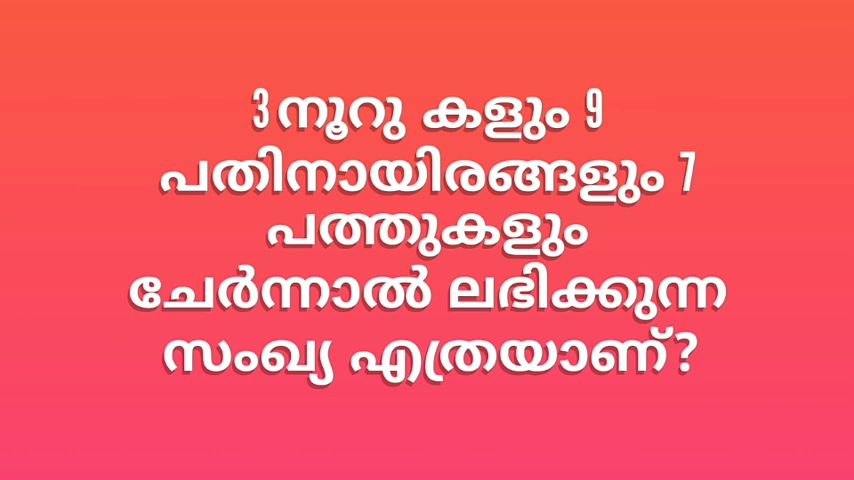 3 നൂറു കളും 9
പതിനായിരങ്ങളും 7
പത്തുകളും
ചേർന്നാൽ ലഭിക്കുന്ന
സംഖ്യ എത്രയാണ്?